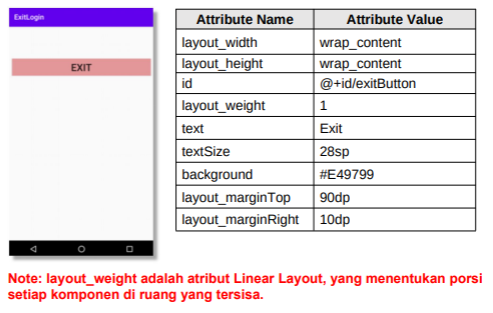 ExitLogin
EXIT
Attribute Name Attribute Value
layout_width wrap_content
layout_height wrap_content
id @+id/exitButton
layout_weight 1
text Exit
textSize 28sp
background #E49799
layout_marginTop 90dp
layout_marginRight 10dp
Note: layout_weight adalah atribut Linear Layout, yang menentukan porsi
setiap komponen di ruang yang tersisa.